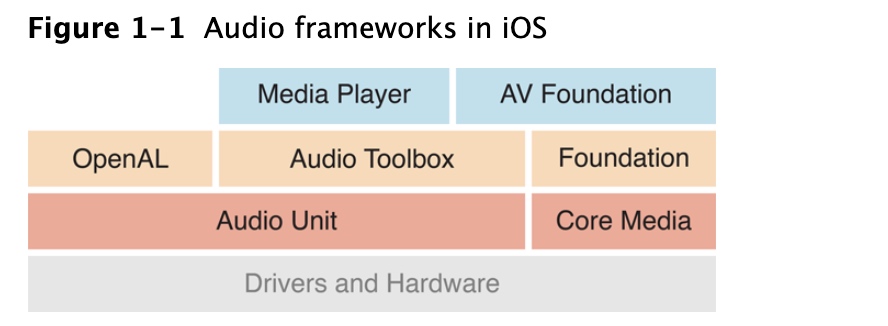 Figure 1-1 Audio frameworks in iOS
Media Player AV Foundation
OpenAL Audio Toolbox Foundation
Audio Unit Core Media
Drivers and Hardware